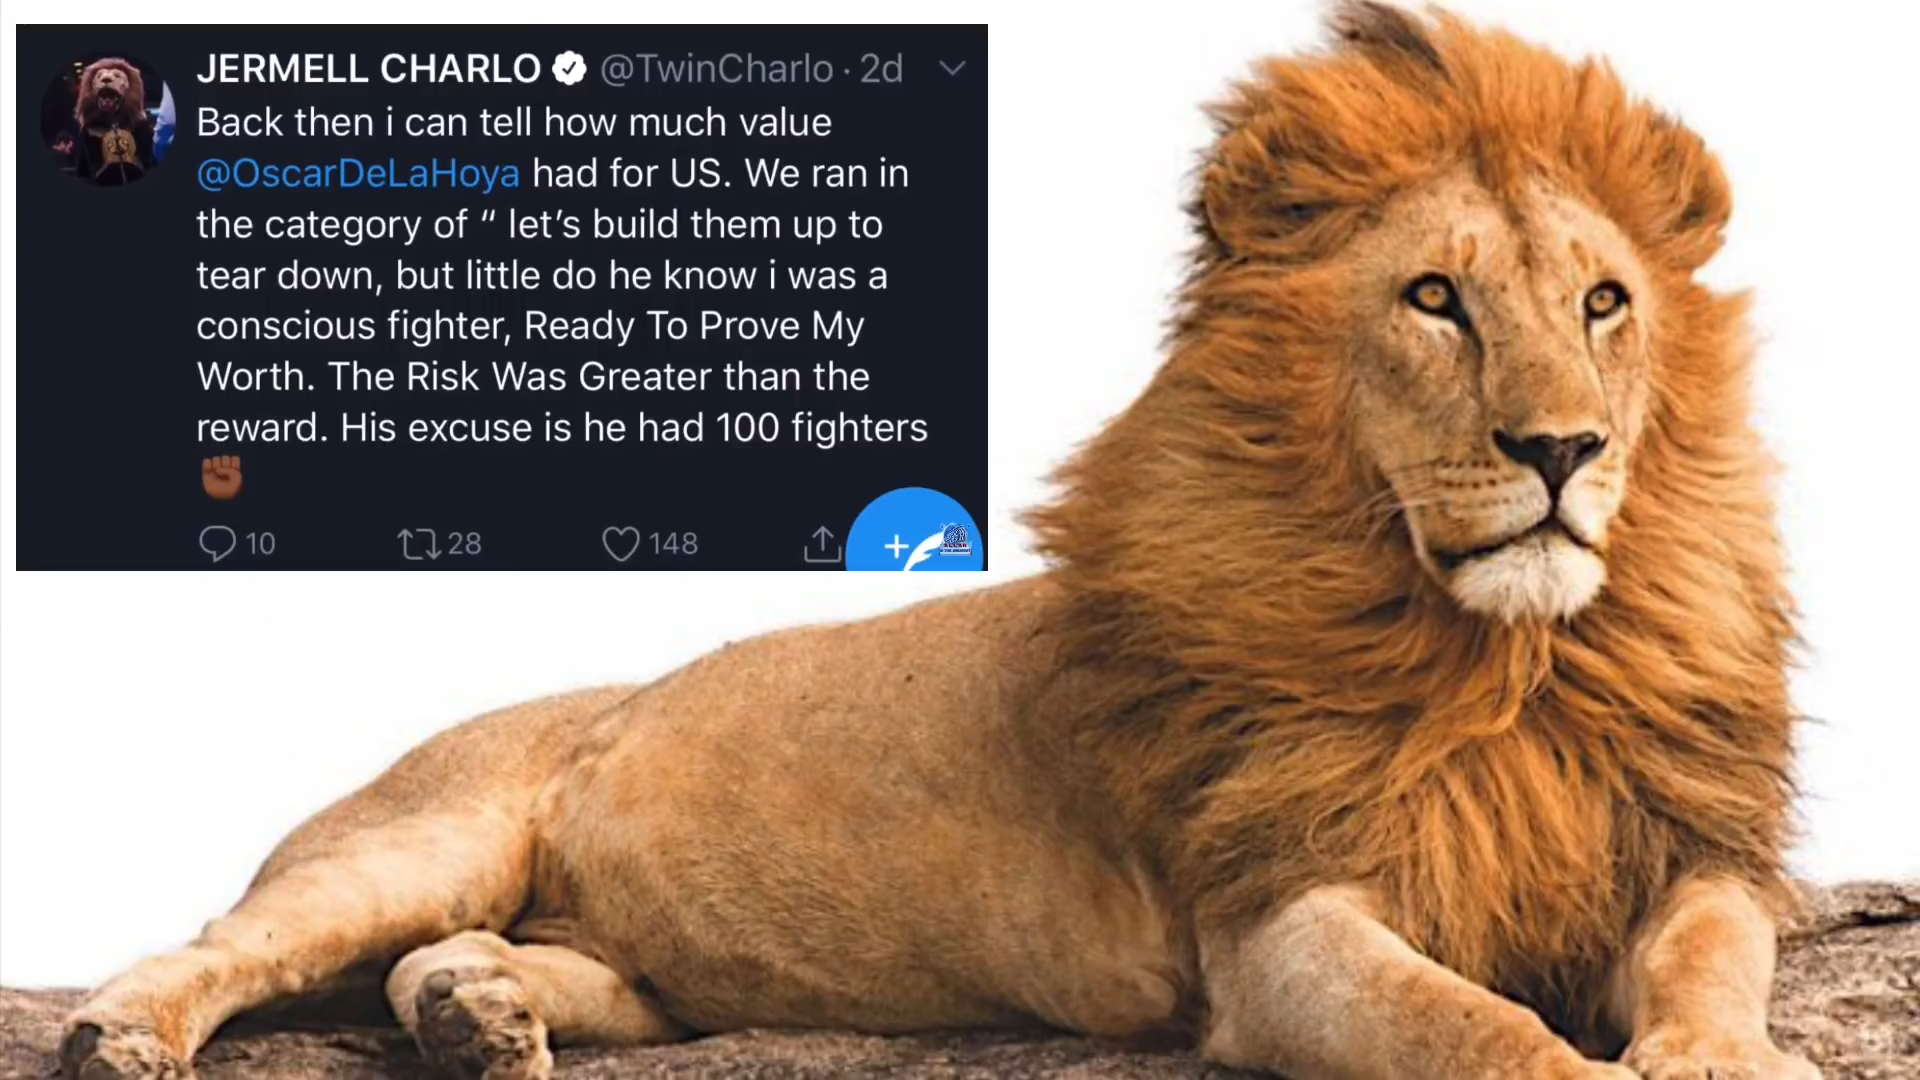 JERMELL CHARLO @TwinCharlo · 2d
Back then i can tell how much value
@OscarDeLaHoya had for US. We ran in
the category of “ let’s build them up to
tear down, but little do he know i was a
conscious fighter, Ready To Prove My
Worth. The Risk Was Greater than the
reward. His excuse is he had 100 fighters
✊🏾
10 28 148